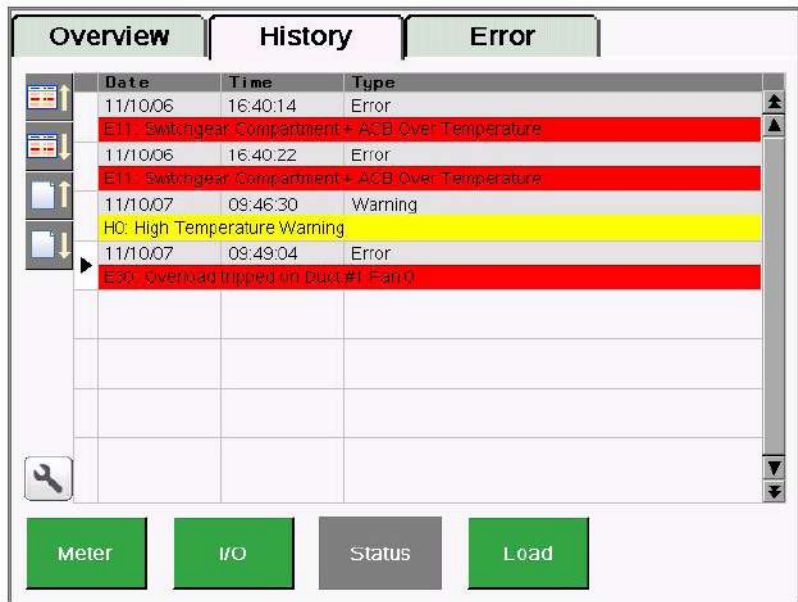 Overview History Error
Date Time Type
11/10/06 16:40:14 Error
E11: Switchgear Compartment + ACB Over Temperature
11/10/06 16:40:22 Error
E11: Switchgear Compartment + ACB Over Temperature
11/10/07 09:46:30 Warning
H0: High Temperature Warning
11/10/07 09:49:04 Error
E30: Overload tripped on Duct #1 Fan 0
Meter I/O Status Load